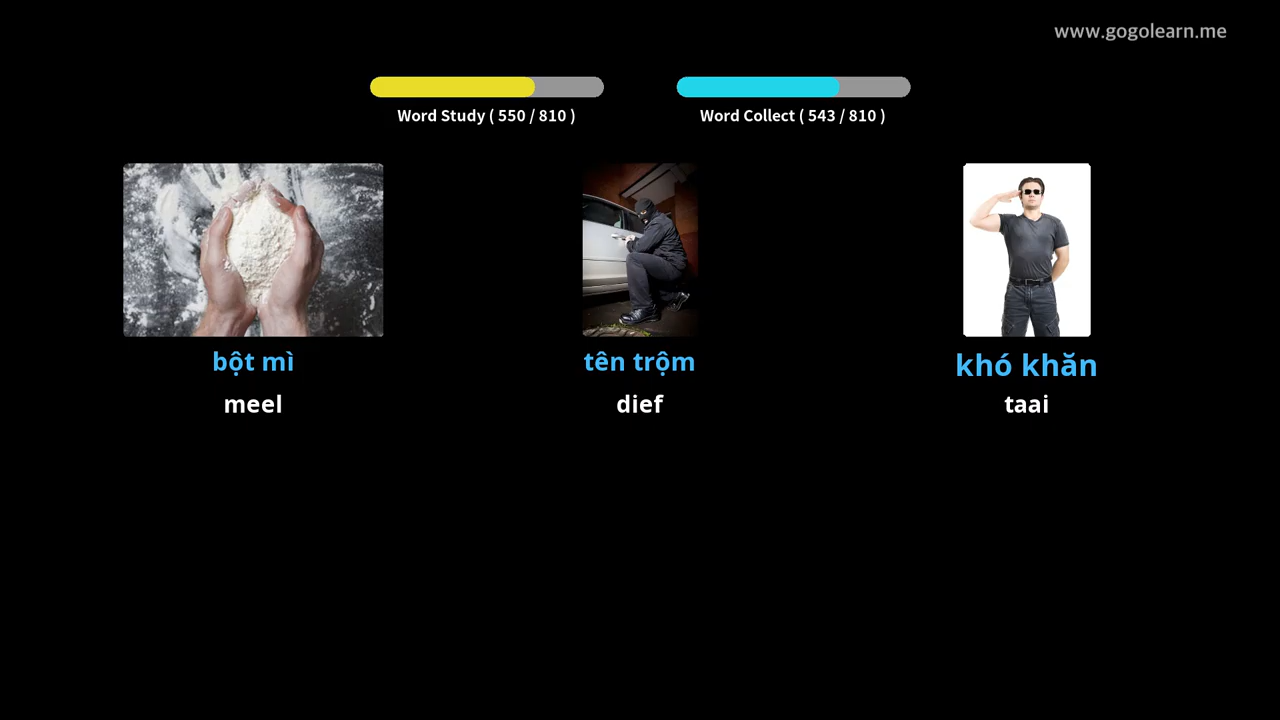 www.gogolearn.me
Word Study ( 550 / 810 )
Word Collect ( 543 / 810 )
bột mì
tên trộm
khó khăn
meel
dief
taai